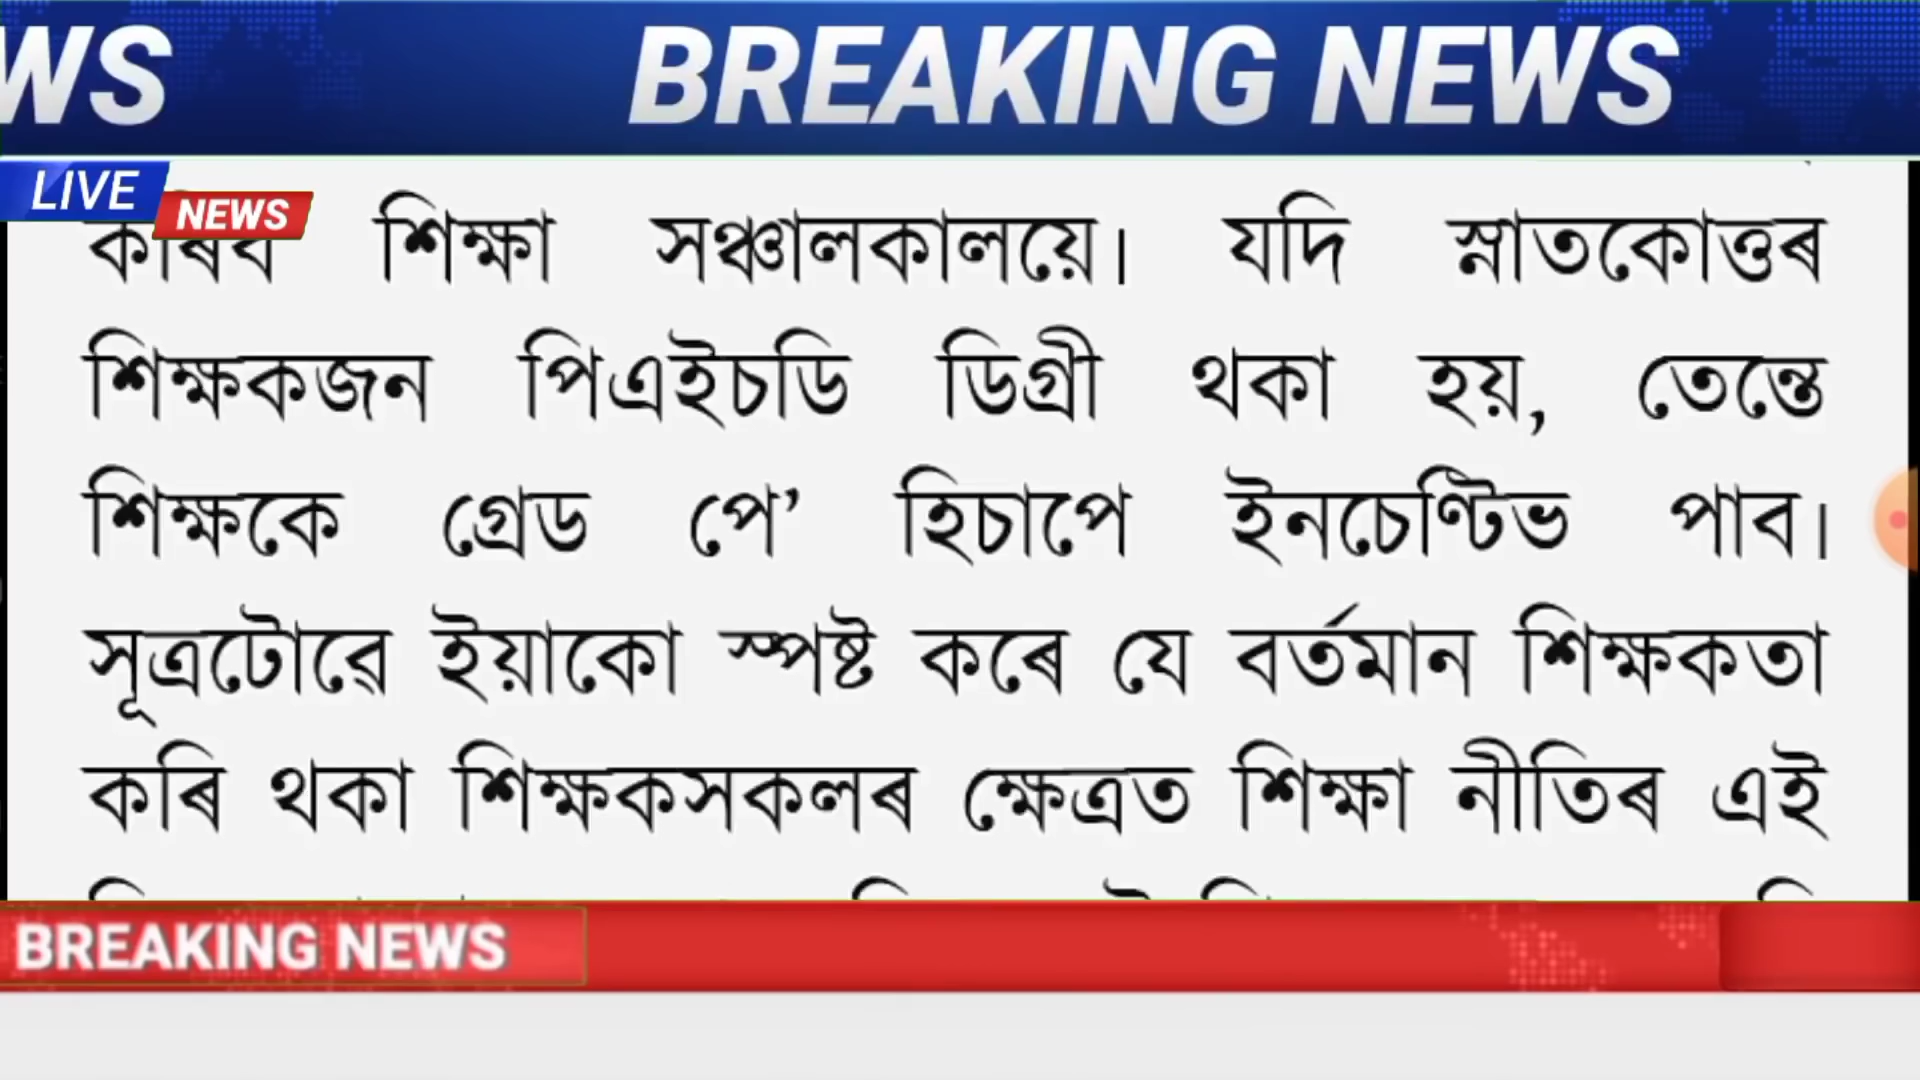 WS BREAKING NEWS
LIVE
NEWS
শিক্ষা সঞ্চালকালয়ে। যদি স্নাতকোত্তৰ
শিক্ষকজন পিএইচডি ডিগ্ৰী থকা হয়, তেন্তে
শিক্ষকে গ্ৰেড পে’ হিচাপে ইনচেণ্টিভ পাব।
সূত্ৰটোৱে ইয়াকো স্পষ্ট কৰে যে বৰ্তমান শিক্ষকতা
কৰি থকা শিক্ষকসকলৰ ক্ষেত্ৰত শিক্ষা নীতিৰ এই
BREAKING NEWS